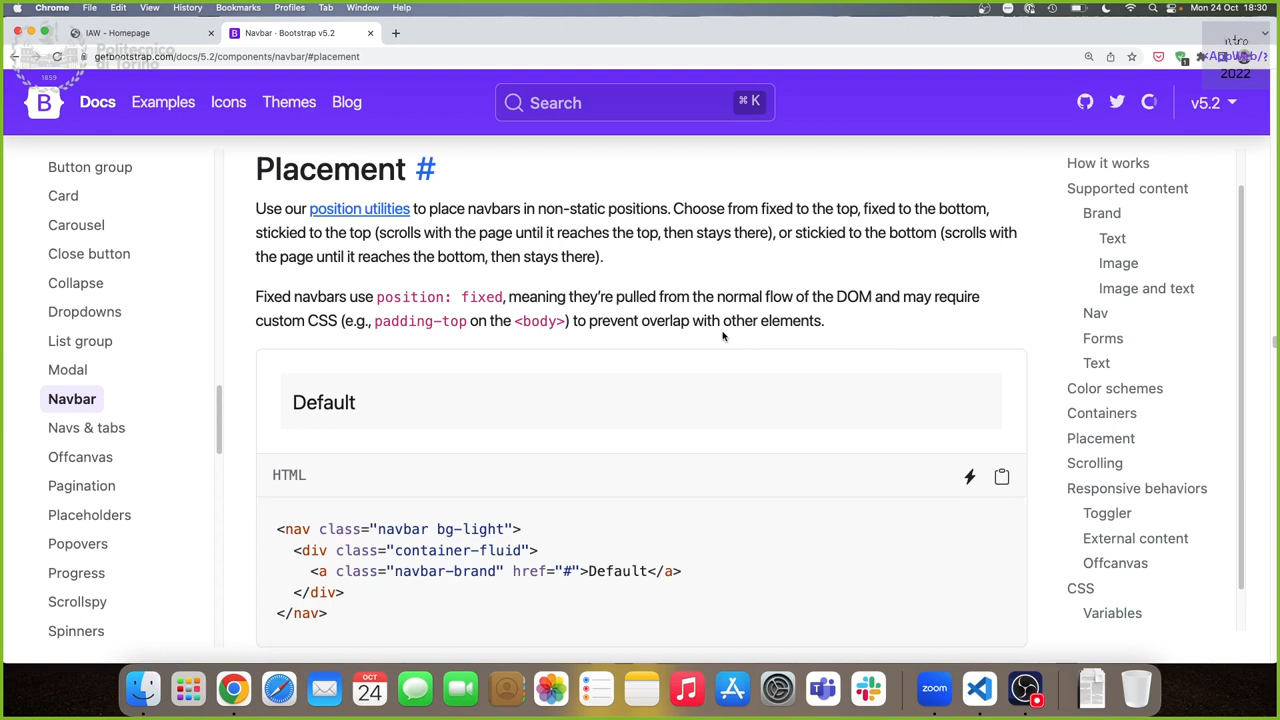 Chrome File Edit View History Bookmarks Profiles Tab Window Help Mon 24 Oct 18:30
IAW - Homepage
Navbar · Bootstrap v5.2
Politecnico
di Torino
1859
getbootstrap.com/docs/5.2/components/navbar/#placement
ntro
<AppWeb/>
2022
B Docs Examples Icons Themes Blog
Search ⌘ K
v5.2
Button group
Card
Carousel
Close button
Collapse
Dropdowns
List group
Modal
Navbar
Navs & tabs
Offcanvas
Pagination
Placeholders
Popovers
Progress
Scrollspy
Spinners
Placement #
Use our position utilities to place navbars in non-static positions. Choose from fixed to the top, fixed to the bottom,
stickied to the top (scrolls with the page until it reaches the top, then stays there), or stickied to the bottom (scrolls with
the page until it reaches the bottom, then stays there).
Fixed navbars use position: fixed, meaning they’re pulled from the normal flow of the DOM and may require
custom CSS (e.g., padding-top on the <body>) to prevent overlap with other elements.
Default
HTML
<nav class="navbar bg-light">
<div class="container-fluid">
<a class="navbar-brand" href="#">Default</a>
</div>
</nav>
How it works
Supported content
Brand
Text
Image
Image and text
Nav
Forms
Text
Color schemes
Containers
Placement
Scrolling
Responsive behaviors
Toggler
External content
Offcanvas
CSS
Variables
OCT
24
zoom